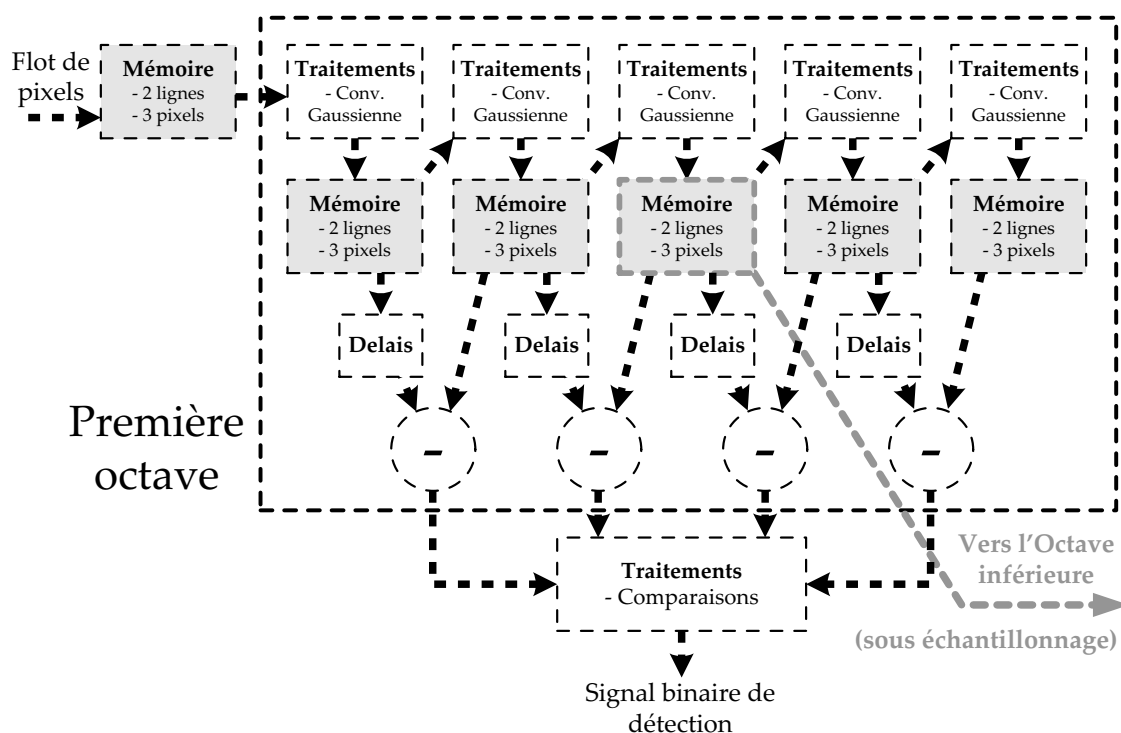 Flot de
pixels
Mémoire
- 2 lignes
- 3 pixels
Traitements
- Conv.
Gaussienne
Traitements
- Conv.
Gaussienne
Traitements
- Conv.
Gaussienne
Traitements
- Conv.
Gaussienne
Traitements
- Conv.
Gaussienne
Mémoire
- 2 lignes
- 3 pixels
Mémoire
- 2 lignes
- 3 pixels
Mémoire
- 2 lignes
- 3 pixels
Mémoire
- 2 lignes
- 3 pixels
Mémoire
- 2 lignes
- 3 pixels
Delais
Delais
Delais
Delais
Première
octave
-
-
-
-
Traitements
- Comparaisons
Vers l'Octave
inférieure
(sous échantillonnage)
Signal binaire de
détection